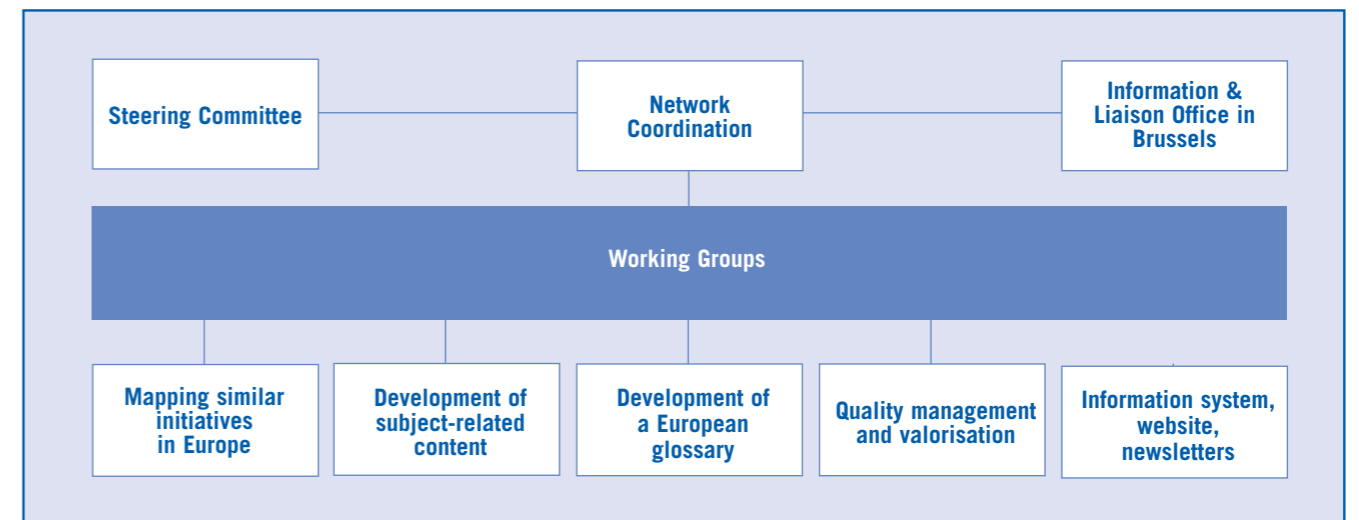 Steering Committee
Network
Coordination
Information &
Liaison Office in
Brussels
Working Groups
Mapping similar
initiatives
in Europe
Development of
subject-related
content
Development of
a European
glossary
Quality management
and valorisation
Information system,
website,
newsletters